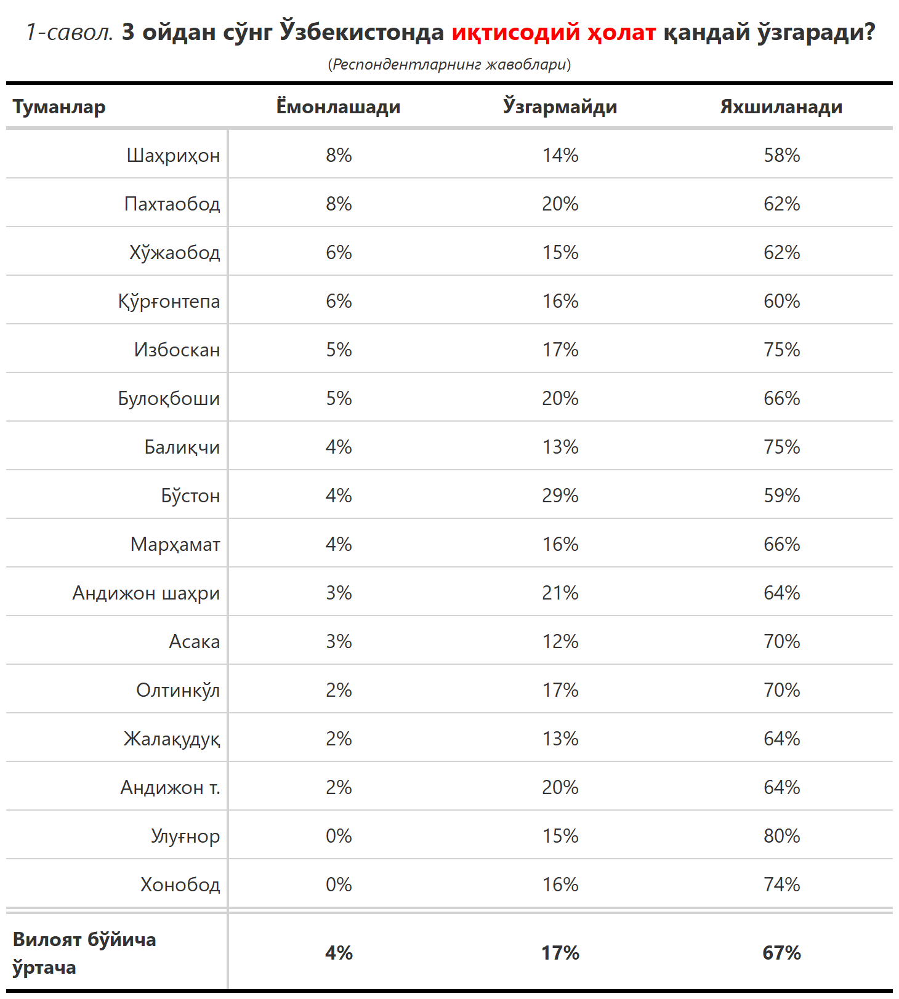 1-савол. 3 ойдан сўнг Ўзбекистонда иқтисодий ҳолат қандай ўзгаради?
(Респондентларнинг жавоблари)
Туманлар Ёмонлашади Ўзгармайди Яхшиланади
Шаҳриҳон 8% 14% 58%
Пахтаобод 8% 20% 62%
Хўжаобод 6% 15% 62%
Қўрғонтепа 6% 16% 60%
Избоскан 5% 17% 75%
Булоқбоши 5% 20% 66%
Балиқчи 4% 13% 75%
Бўстон 4% 29% 59%
Марҳамат 4% 16% 66%
Андижон шаҳри 3% 21% 64%
Асака 3% 12% 70%
Олтинкўл 2% 17% 70%
Жалақудуқ 2% 13% 64%
Андижон т. 2% 20% 64%
Улуғнор 0% 15% 80%
Хонобод 0% 16% 74%
Вилоят бўйича
ўртача 4% 17% 67%